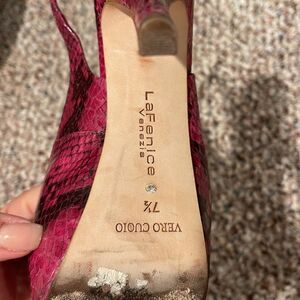 LaFenice
Venezia
7½
VERO CUOIO